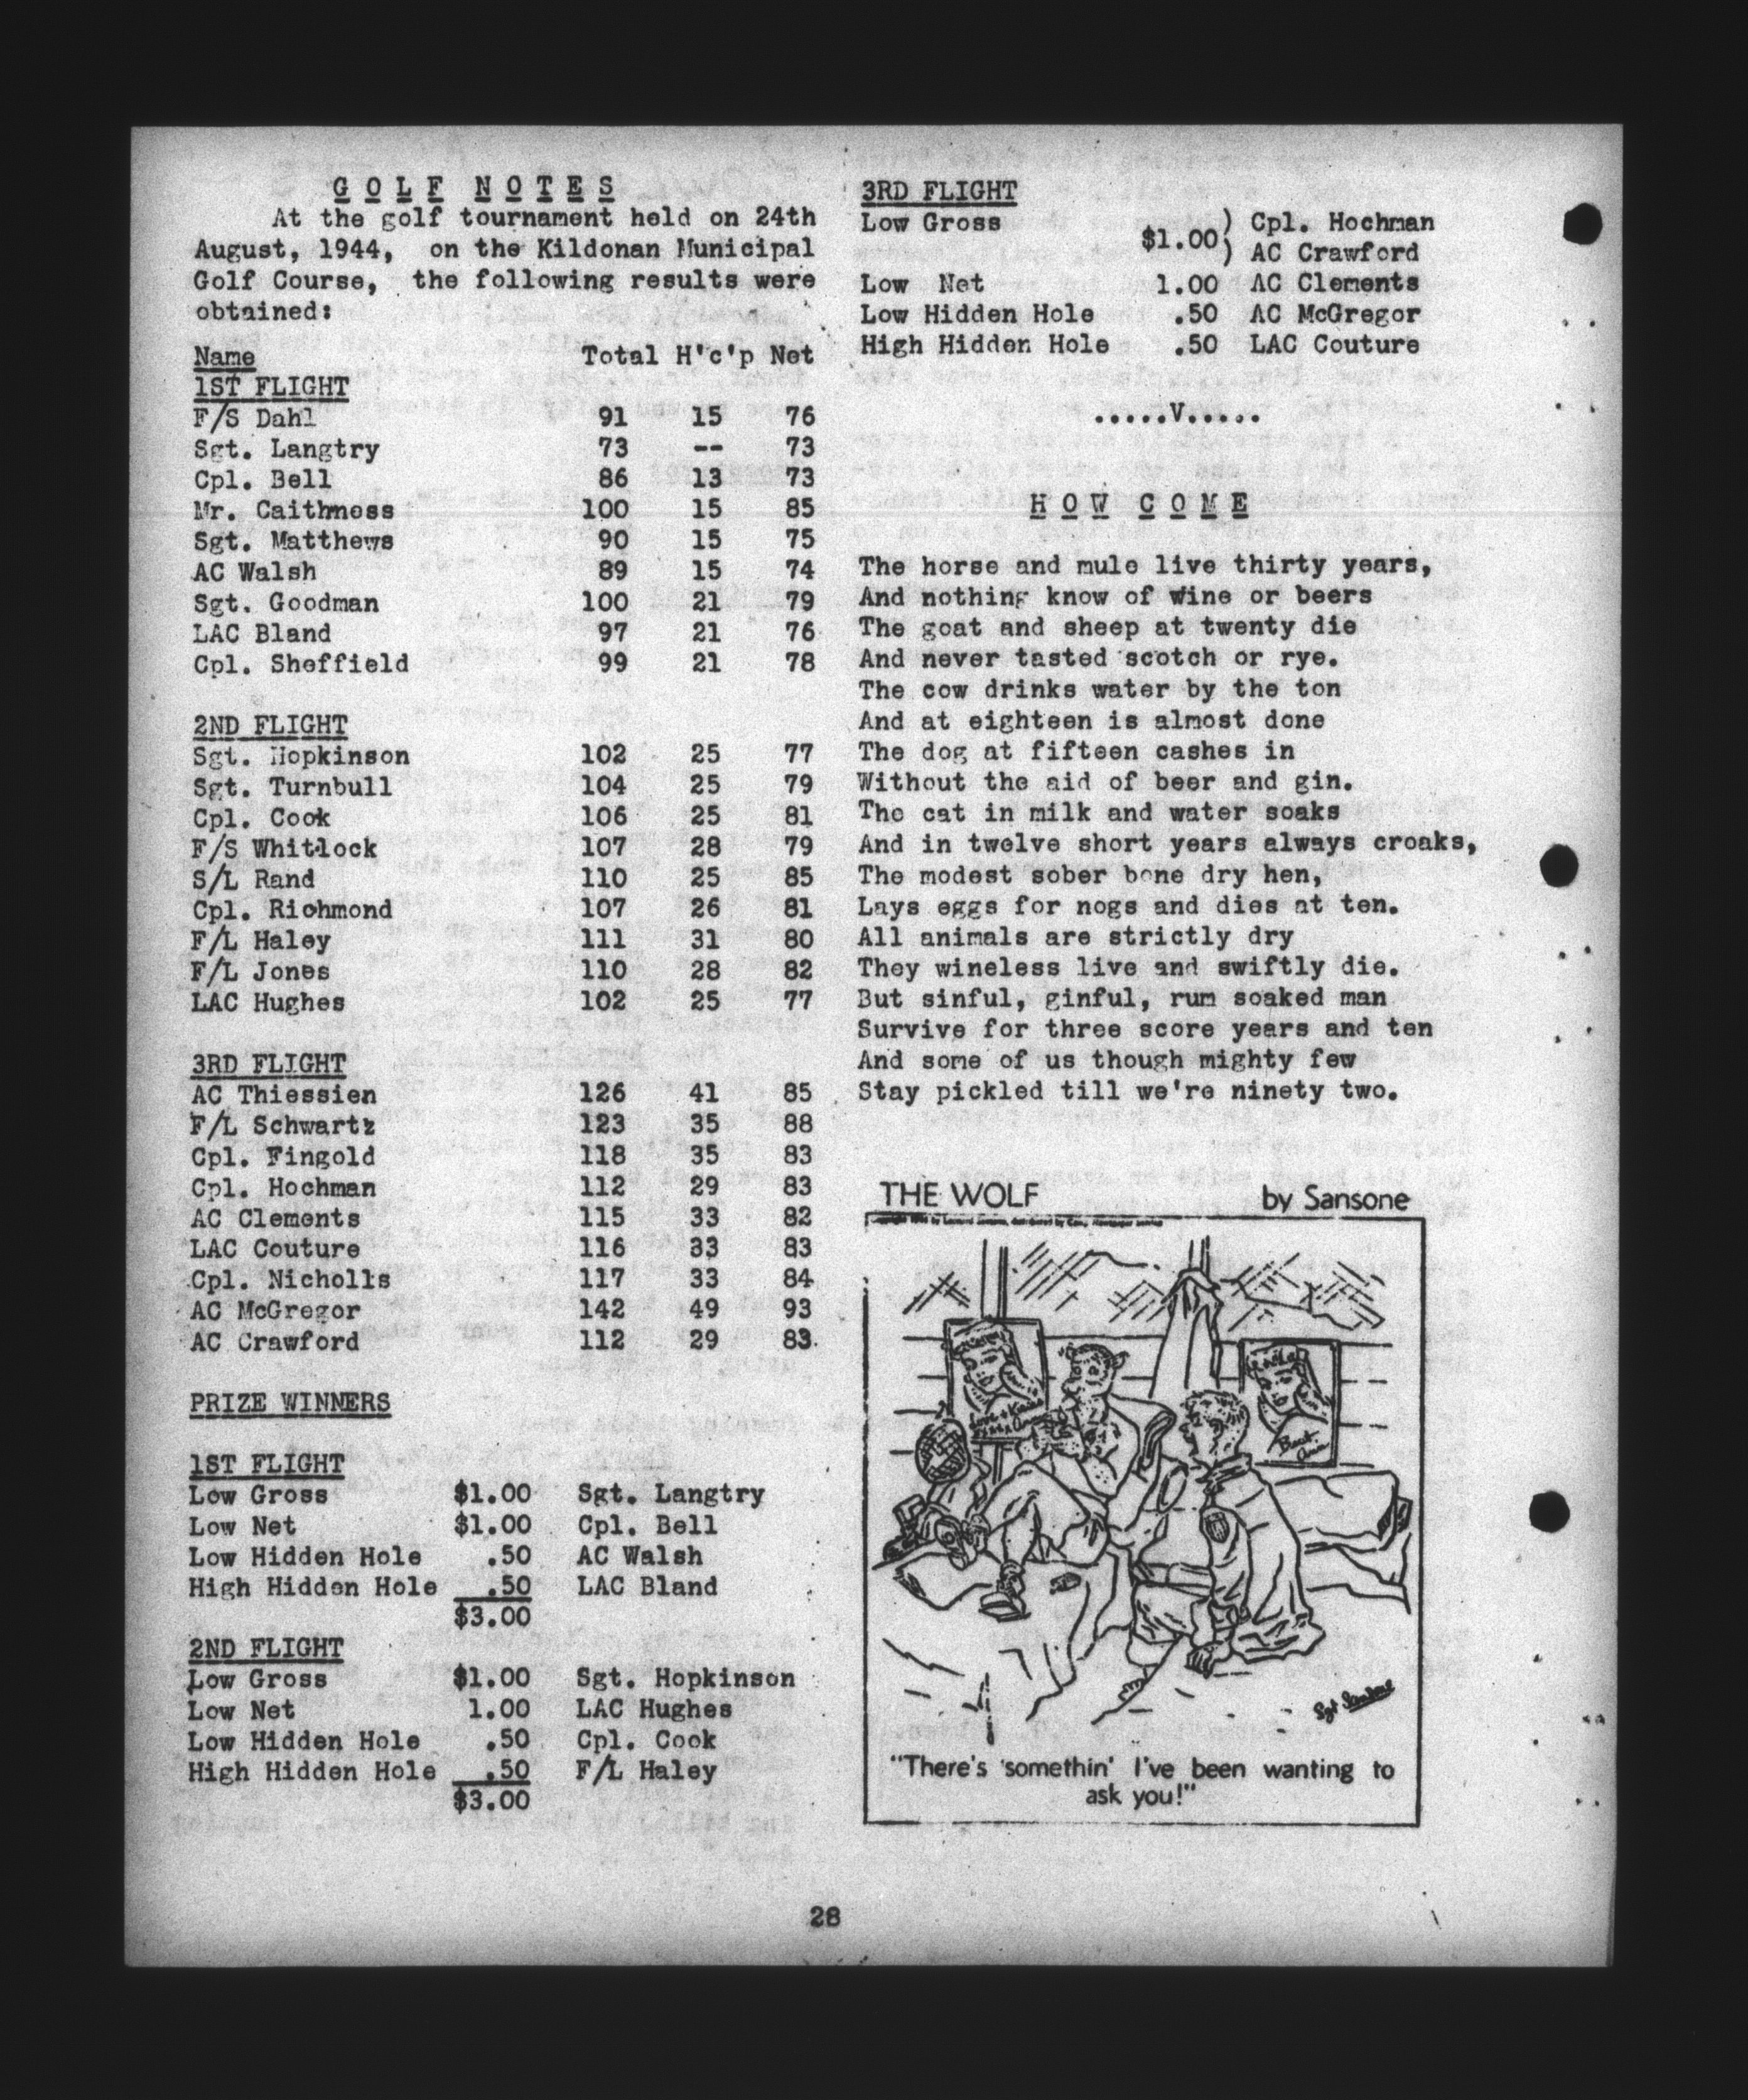 GOLF NOTES
At the golf tournament held on 24th
August, 1944, on the Kildonan Municipal
Golf Course, the following results were
obtained:
Name Total H'c'p Net
1ST FLIGHT
F/S Dahl 91 15 76
Sgt. Langtry 73 -- 73
Cpl. Bell 86 13 73
Mr. Caithness 100 15 85
Sgt. Matthews 90 15 75
AC Walsh 89 15 74
Sgt. Goodman 100 21 79
LAC Bland 97 21 76
Cpl. Sheffield 99 21 78
2ND FLIGHT
Sgt. Hopkinson 102 25 77
Sgt. Turnbull 104 25 79
Cpl. Cook 106 25 81
F/S Whitlock 107 28 79
S/L Rand 110 25 85
Cpl. Richmond 107 26 81
F/L Haley 111 31 80
F/L Jones 110 28 82
LAC Hughes 102 25 77
3RD FLIGHT
AC Thiessien 126 41 85
F/L Schwartz 123 35 88
Cpl. Fingold 118 35 83
Cpl. Hochman 112 29 83
AC Clements 115 33 82
LAC Couture 116 33 83
Cpl. Nicholls 117 33 84
AC McGregor 142 49 93
AC Crawford 112 29 83
PRIZE WINNERS
1ST FLIGHT
Low Gross $1.00 Sgt. Langtry
Low Net $1.00 Cpl. Bell
Low Hidden Hole .50 AC Walsh
High Hidden Hole .50 LAC Bland
$3.00
2ND FLIGHT
Low Gross $1.00 Sgt. Hopkinson
Low Net 1.00 LAC Hughes
Low Hidden Hole .50 Cpl. Cook
High Hidden Hole .50 F/L Haley
$3.00
3RD FLIGHT
Low Gross $1.00) Cpl. Hochman
) AC Crawford
Low Net 1.00 AC Clements
Low Hidden Hole .50 AC McGregor
High Hidden Hole .50 LAC Couture
.....V.....
HOW COME
The horse and mule live thirty years,
And nothing know of wine or beers
The goat and sheep at twenty die
And never tasted scotch or rye.
The cow drinks water by the ton
And at eighteen is almost done
The dog at fifteen cashes in
Without the aid of beer and gin.
The cat in milk and water soaks
And in twelve short years always croaks,
The modest sober bone dry hen,
Lays eggs for nogs and dies at ten.
All animals are strictly dry
They wineless live and swiftly die.
But sinful, ginful, rum soaked man
Survive for three score years and ten
And some of us though mighty few
Stay pickled till we're ninety two.
THE WOLF by Sansone
Love & Kisses
Best
Ann
Sgt Sansone
"There's 'somethin' I've been wanting to
ask you!"
28